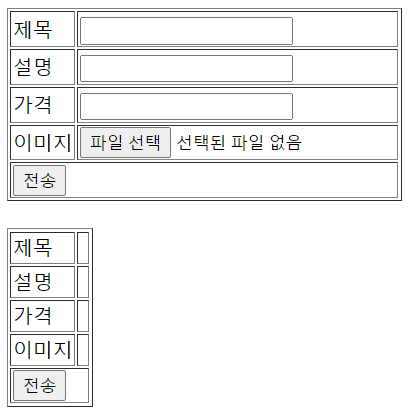 제목
설명
가격
이미지 파일 선택 선택된 파일 없음
전송
제목
설명
가격
이미지
전송